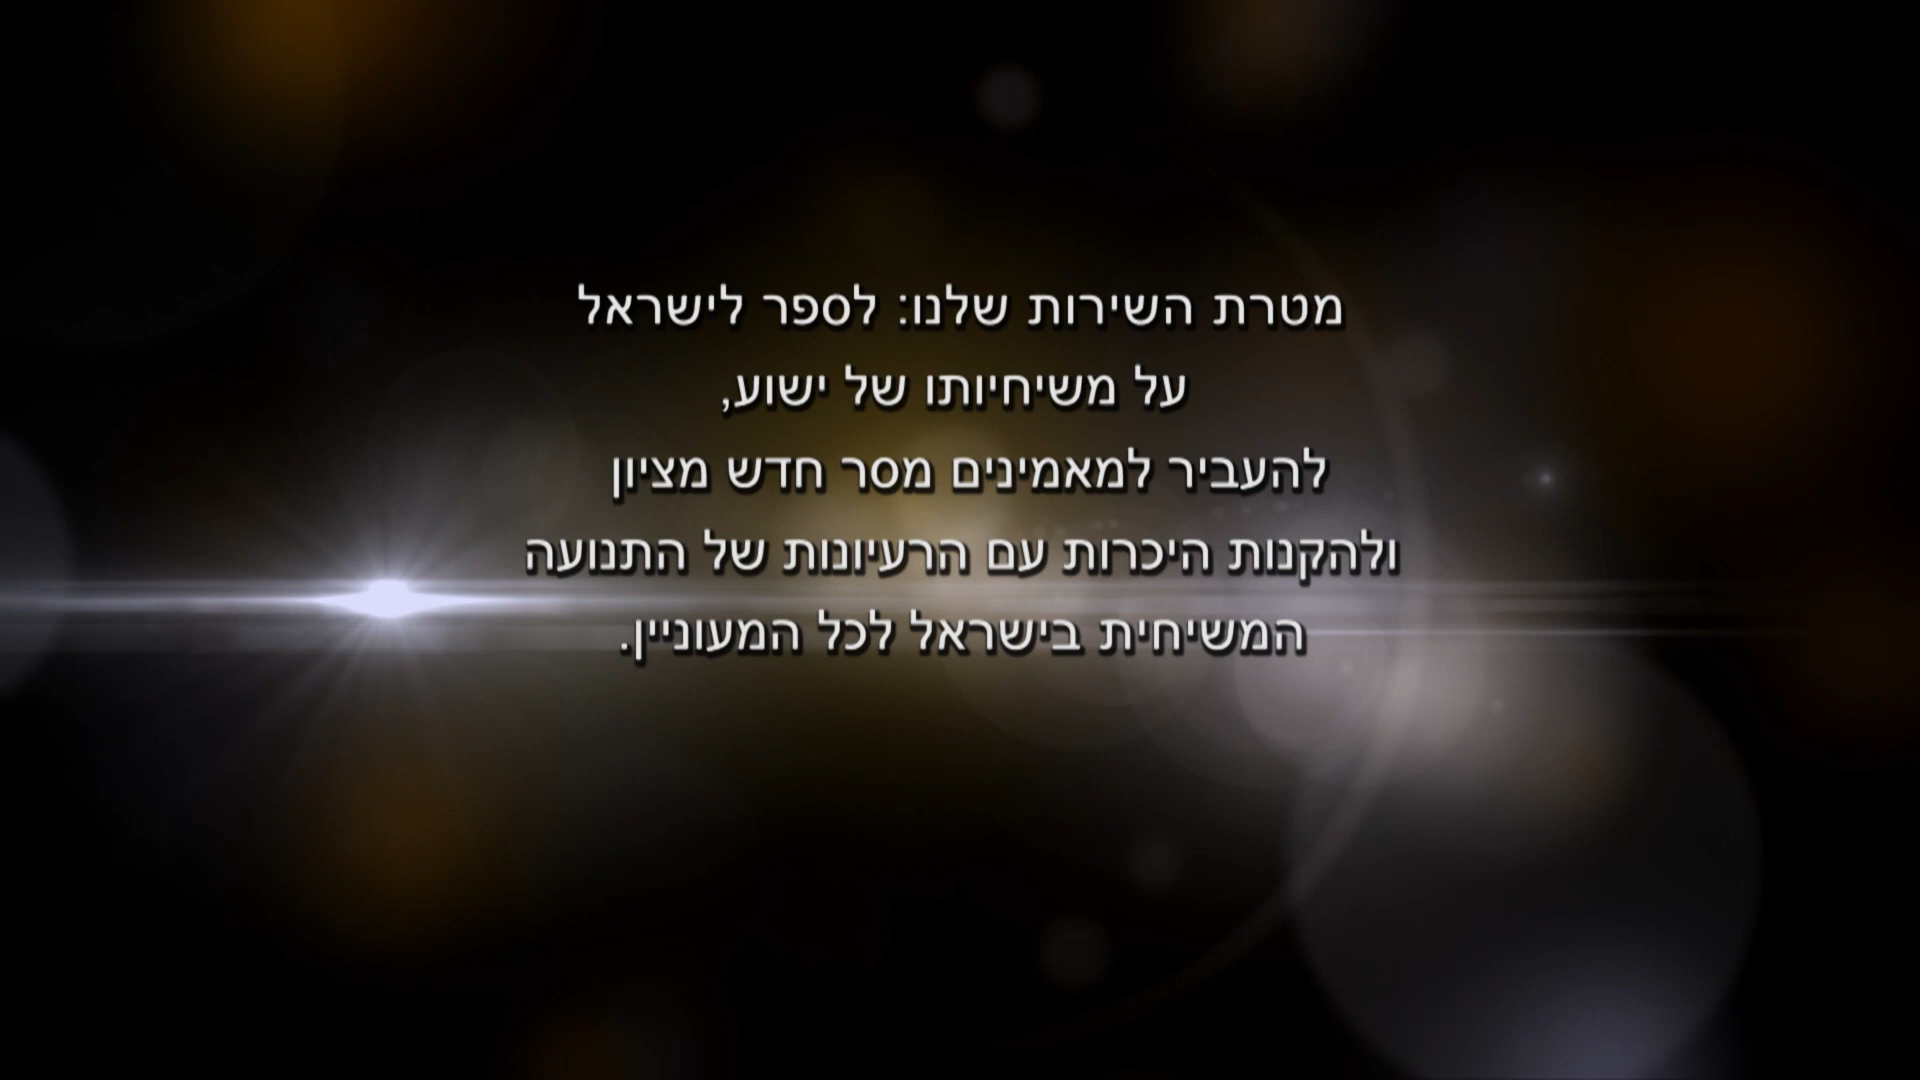 מטרת השירות שלנו: לספר לישראל
על משיחיותו של ישוע,
להעביר למאמינים מסר חדש מציון
ולהקנות היכרות עם הרעיונות של התנועה
המשיחית בישראל לכל המעוניין.